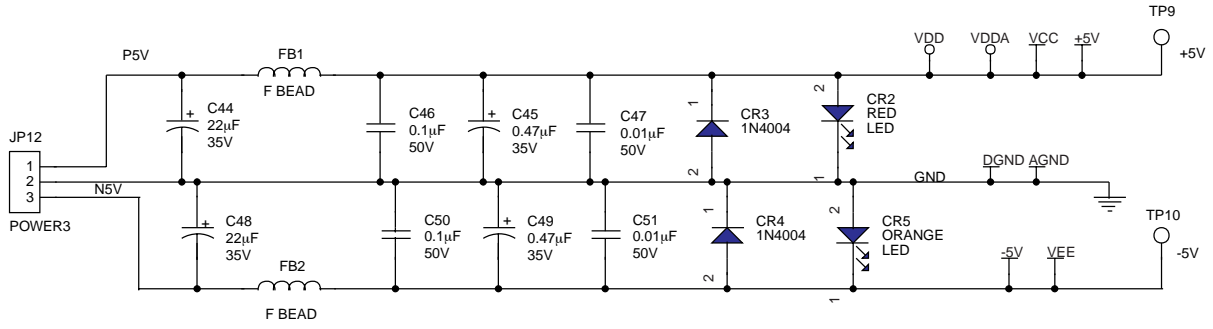 TP9
VDD
VDDA
VCC
+5V
P5V
FB1
+5V
F BEAD
2
1
C44
22µF
35V
+
C46
0.1µF
50V
+
C45
0.47µF
35V
C47
0.01µF
50V
CR3
1N4004
CR2
RED
LED
JP12
1
2
3
POWER3
2
1
N5V
GND
DGND
AGND
TP10
+
C48
22µF
35V
C50
0.1µF
50V
+
C49
0.47µF
35V
C51
0.01µF
50V
1
CR4
1N4004
2
CR5
ORANGE
LED
-5V
-5V
VEE
FB2
F BEAD
2
1